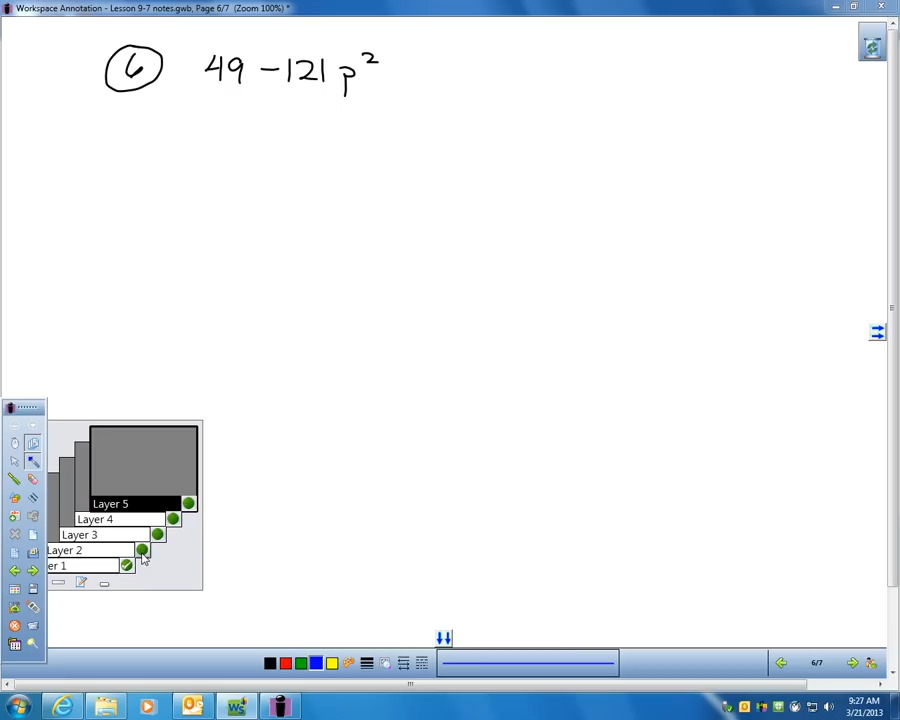 Workspace Annotation - Lesson 9-7 notes.gwb, Page 6/7 (Zoom 100%) *
6 49 - 121p²
Layer 5
Layer 4
Layer 3
Layer 2
er 1
6/7
9:27 AM
3/21/2013